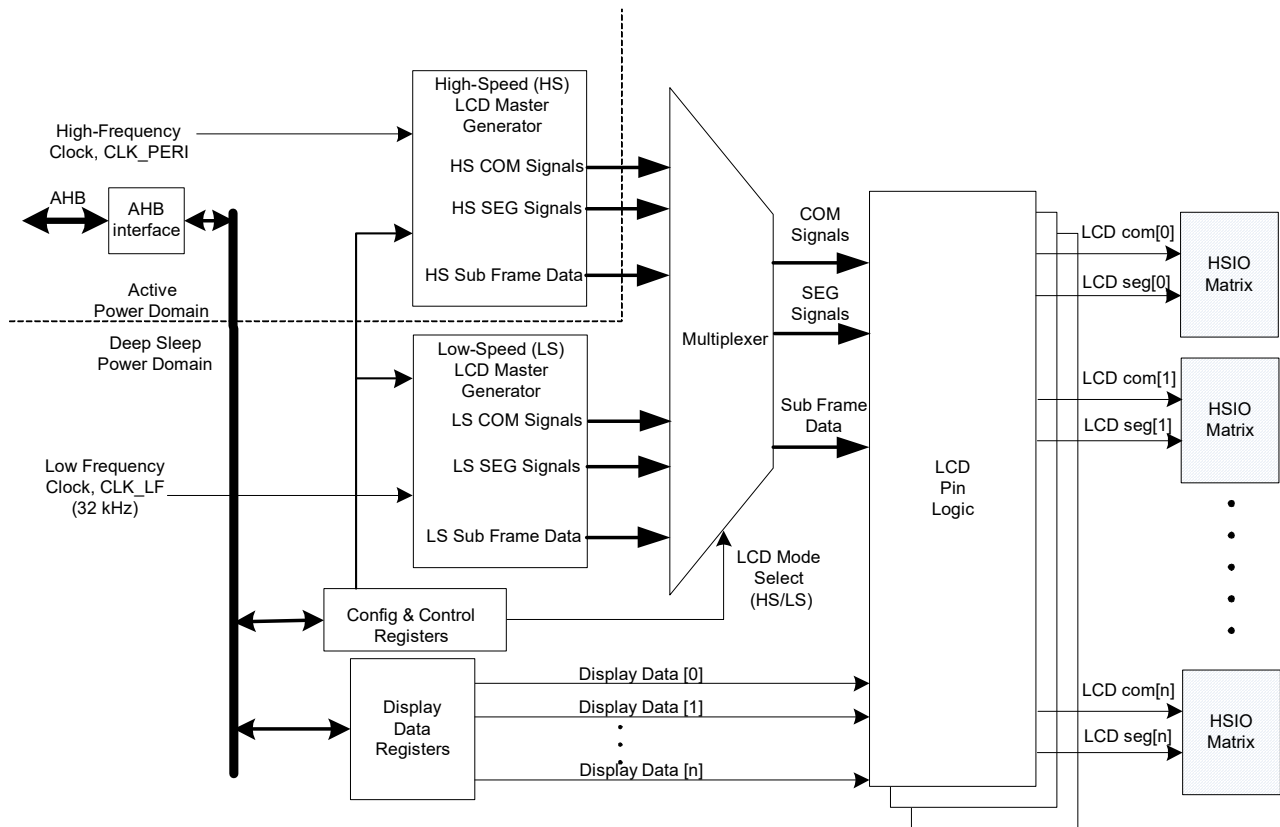 High-Speed (HS)
LCD Master
Generator
HS COM Signals
HS SEG Signals
HS Sub Frame Data
High-Frequency
Clock, CLK_PERI
AHB
AHB
interface
Active
Power Domain
Deep Sleep
Power Domain
Low-Speed (LS)
LCD Master
Generator
LS COM Signals
LS SEG Signals
LS Sub Frame Data
Low Frequency
Clock, CLK_LF
(32 kHz)
Multiplexer
COM
Signals
SEG
Signals
Sub Frame
Data
LCD Mode
Select
(HS/LS)
Config & Control
Registers
Display
Data
Registers
Display Data [0]
Display Data [1]
Display Data [n]
LCD
Pin
Logic
LCD com[0]
LCD seg[0]
HSIO
Matrix
LCD com[1]
LCD seg[1]
HSIO
Matrix
LCD com[n]
LCD seg[n]
HSIO
Matrix